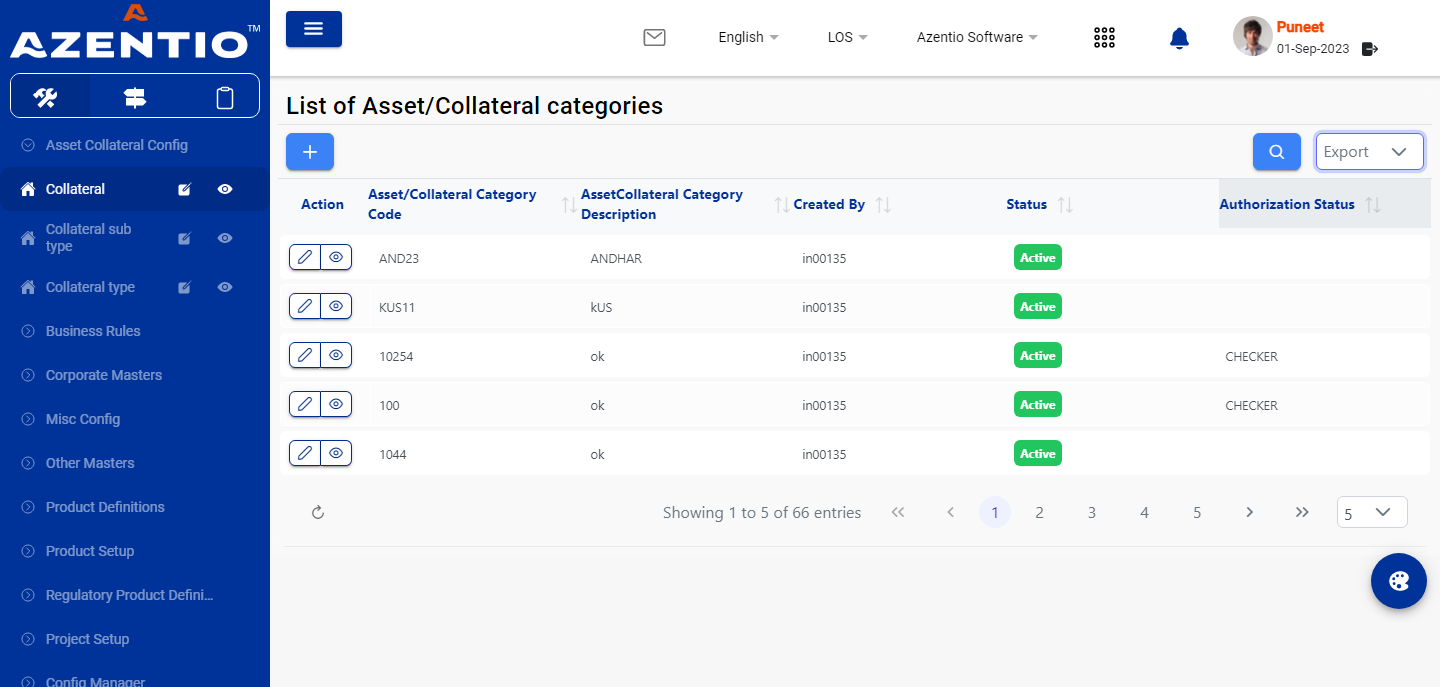 AZENTIO™
English
LOS
Azentio Software
Puneet
01-Sep-2023
Asset Collateral Config
Collateral
Collateral sub
type
Collateral type
Business Rules
Corporate Masters
Misc Config
Other Masters
Product Definitions
Product Setup
Regulatory Product Defini...
Project Setup
Config Manager
List of Asset/Collateral categories
Export
Action
Asset/Collateral Category
Code
AssetCollateral Category
Description
Created By
Status
Authorization Status
AND23 ANDHAR in00135 Active
KUS11 kUS in00135 Active
10254 ok in00135 Active CHECKER
100 ok in00135 Active CHECKER
1044 ok in00135 Active
Showing 1 to 5 of 66 entries
1 2 3 4 5
5